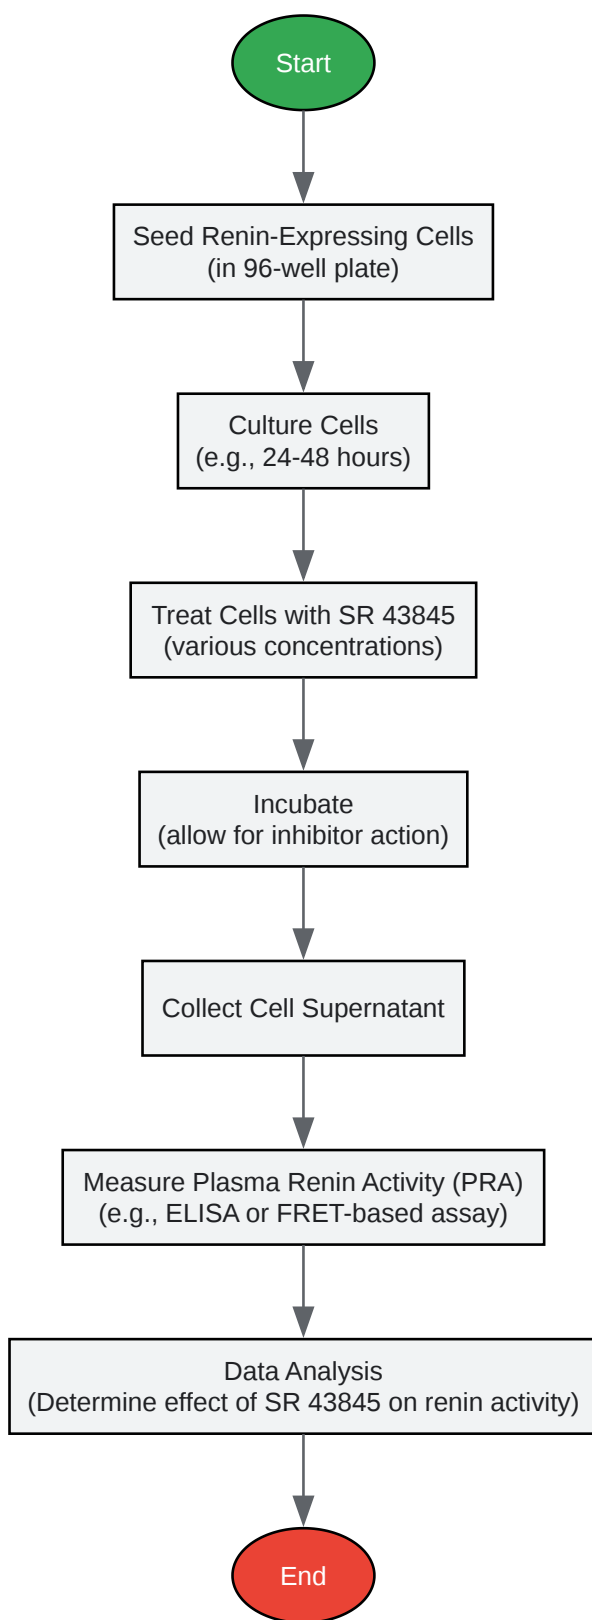 Start
Seed Renin-Expressing Cells
(in 96-well plate)
Culture Cells
(e.g., 24-48 hours)
Treat Cells with SR 43845
(various concentrations)
Incubate
(allow for inhibitor action)
Collect Cell Supernatant
Measure Plasma Renin Activity (PRA)
(e.g., ELISA or FRET-based assay)
Data Analysis
(Determine effect of SR 43845 on renin activity)
End